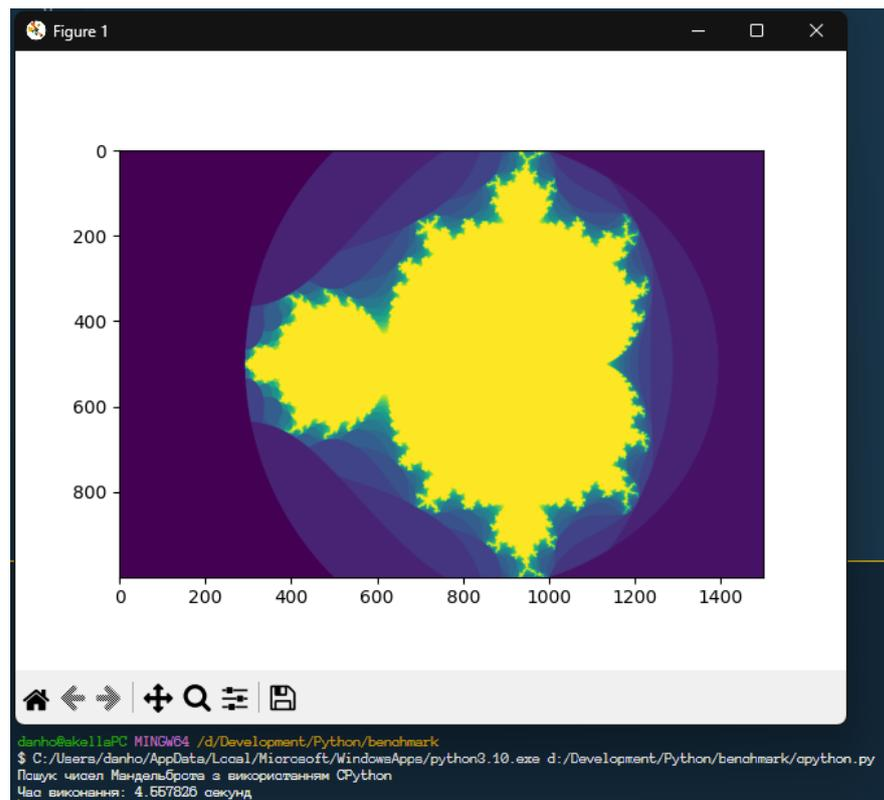 Figure 1
0
200
400
600
800
0 200 400 600 800 1000 1200 1400
danho@akellaPC MINGW64 /d/Development/Python/benchmark
$ C:/Users/danho/AppData/Local/Microsoft/WindowsApps/python3.10.exe d:/Development/Python/benchmark/cpython.py
Пошук чисел Мандельброта з використанням CPython
Час виконання: 4.557826 секунд